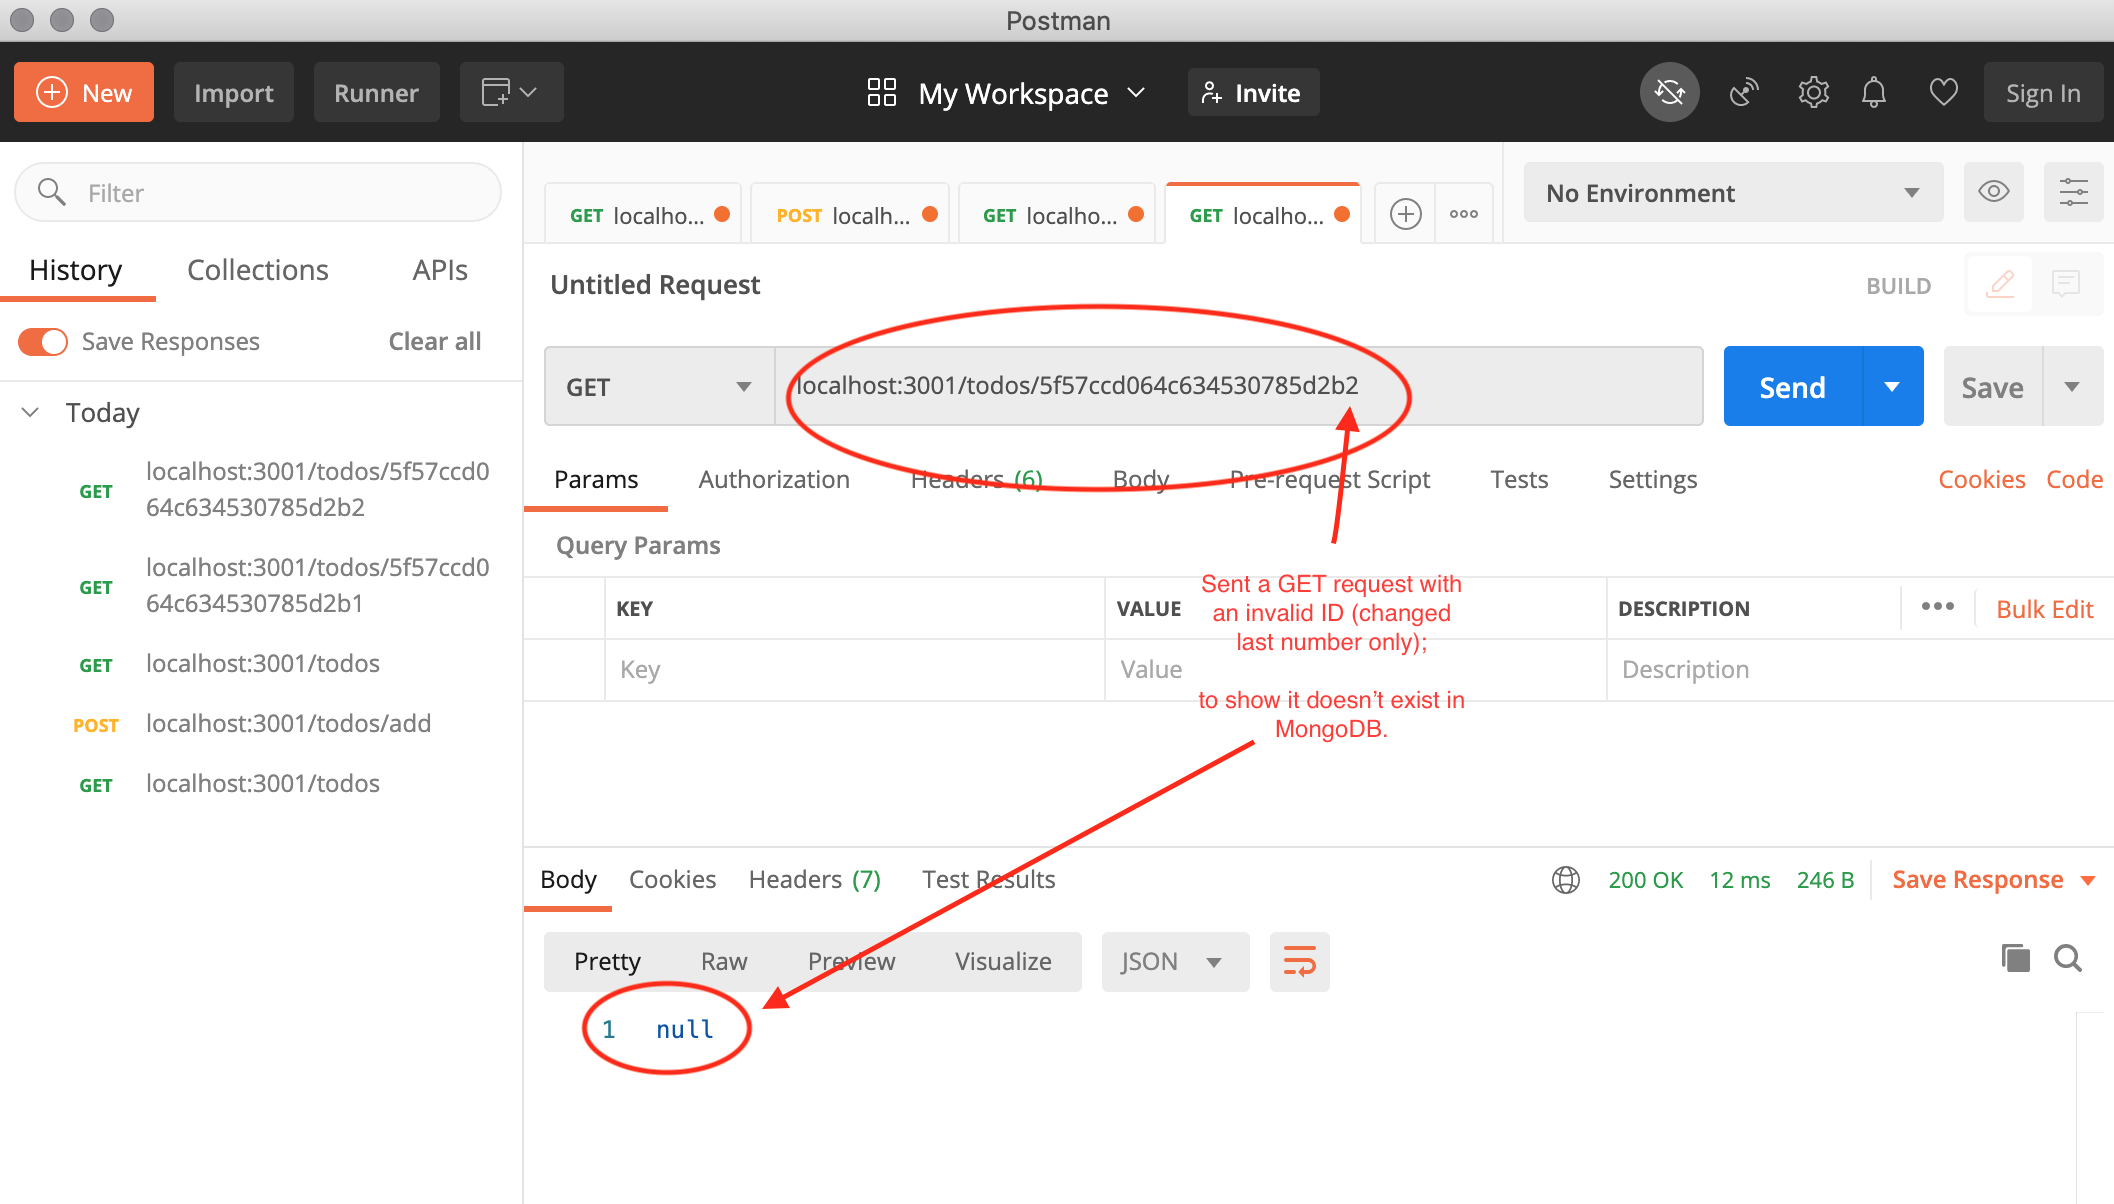 Postman
New
Import
Runner
My Workspace
Invite
Sign In
Filter
History
Collections
APIs
Save Responses
Clear all
Today
GET
localhost:3001/todos/5f57ccd0
64c634530785d2b2
GET
localhost:3001/todos/5f57ccd0
64c634530785d2b1
GET
localhost:3001/todos
POST
localhost:3001/todos/add
GET
localhost:3001/todos
GET localho...
POST localh...
GET localho...
GET localho...
No Environment
Untitled Request
BUILD
GET
localhost:3001/todos/5f57ccd064c634530785d2b2
Send
Save
Params
Authorization
Headers (6)
Body
Pre-request Script
Tests
Settings
Cookies
Code
Query Params
KEY
VALUE
DESCRIPTION
Bulk Edit
Key
Value
Description
Sent a GET request with
an invalid ID (changed
last number only);
to show it doesn't exist in
MongoDB.
Body
Cookies
Headers (7)
Test Results
200 OK
12 ms
246 B
Save Response
Pretty
Raw
Preview
Visualize
JSON
1 null